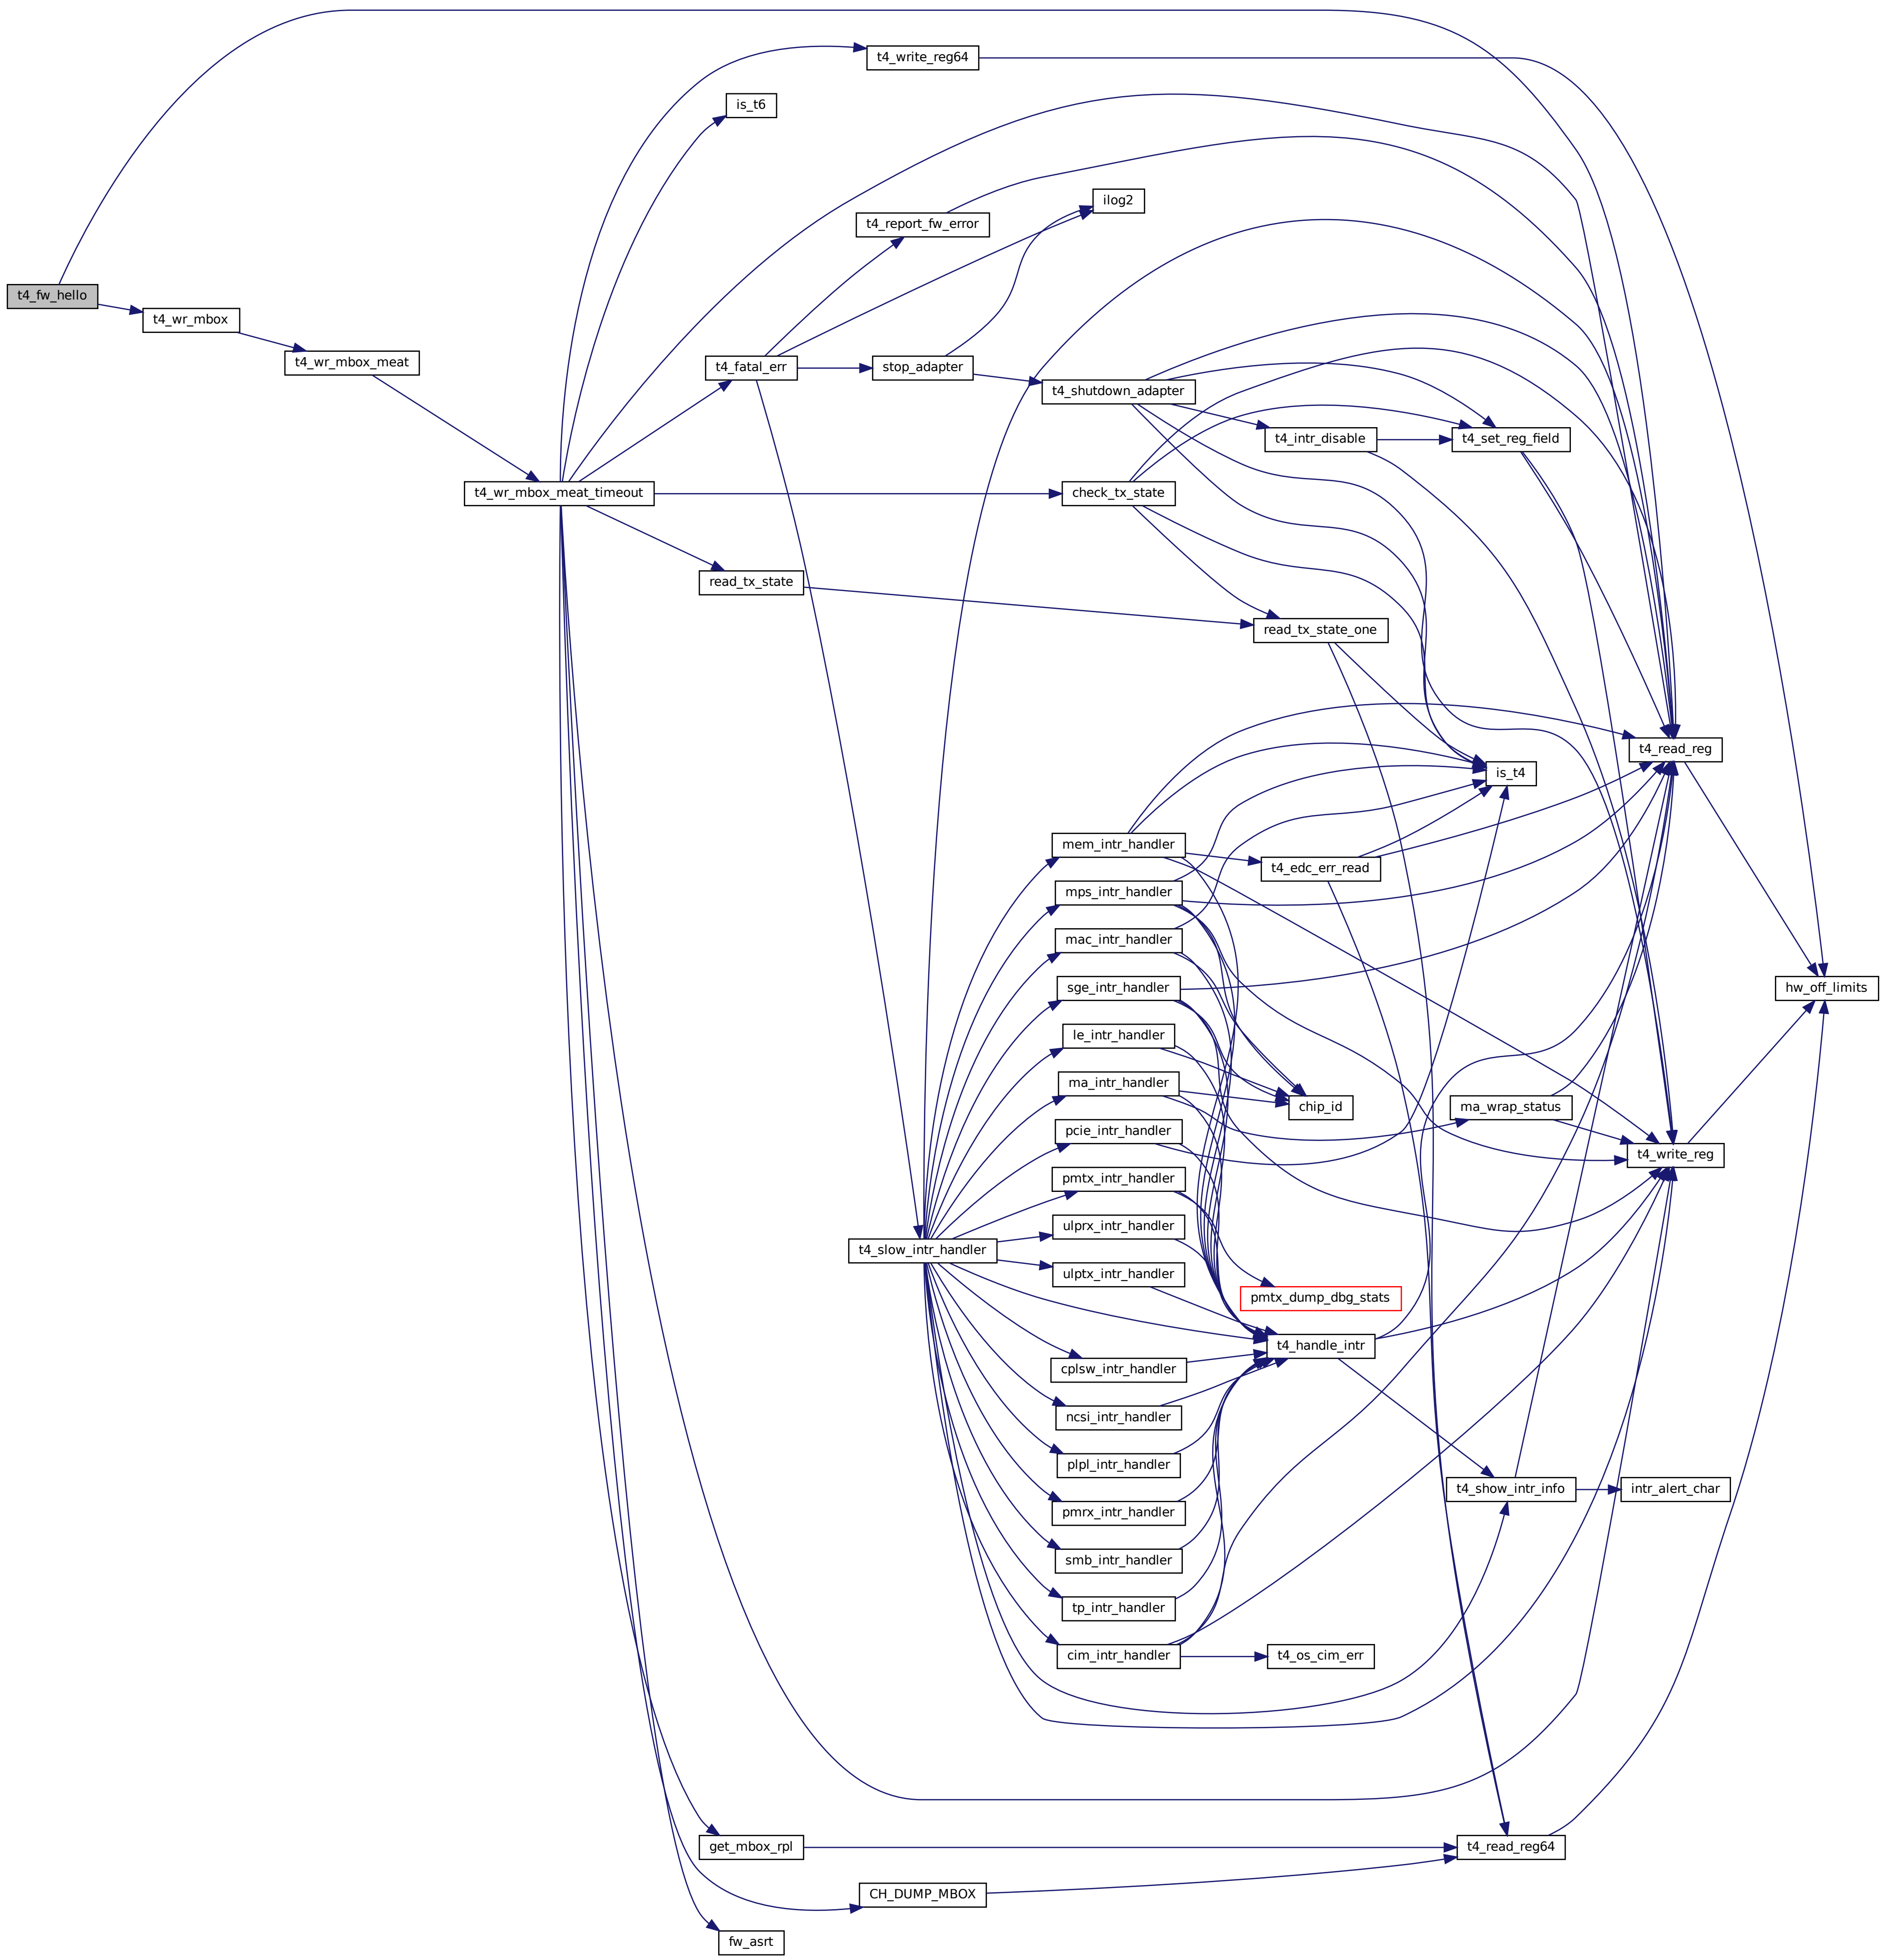 t4_fw_hello
t4_wr_mbox
t4_wr_mbox_meat
t4_wr_mbox_meat_timeout
t4_write_reg64
is_t6
t4_report_fw_error
ilog2
t4_fatal_err
stop_adapter
t4_shutdown_adapter
t4_intr_disable
t4_set_reg_field
check_tx_state
read_tx_state
read_tx_state_one
t4_read_reg
is_t4
mem_intr_handler
t4_edc_err_read
mps_intr_handler
mac_intr_handler
sge_intr_handler
hw_off_limits
le_intr_handler
ma_intr_handler
chip_id
ma_wrap_status
pcie_intr_handler
t4_write_reg
pmtx_intr_handler
ulprx_intr_handler
t4_slow_intr_handler
ulptx_intr_handler
pmtx_dump_dbg_stats
t4_handle_intr
cplsw_intr_handler
ncsi_intr_handler
plpl_intr_handler
t4_show_intr_info
intr_alert_char
pmrx_intr_handler
smb_intr_handler
tp_intr_handler
cim_intr_handler
t4_os_cim_err
get_mbox_rpl
t4_read_reg64
CH_DUMP_MBOX
fw_asrt